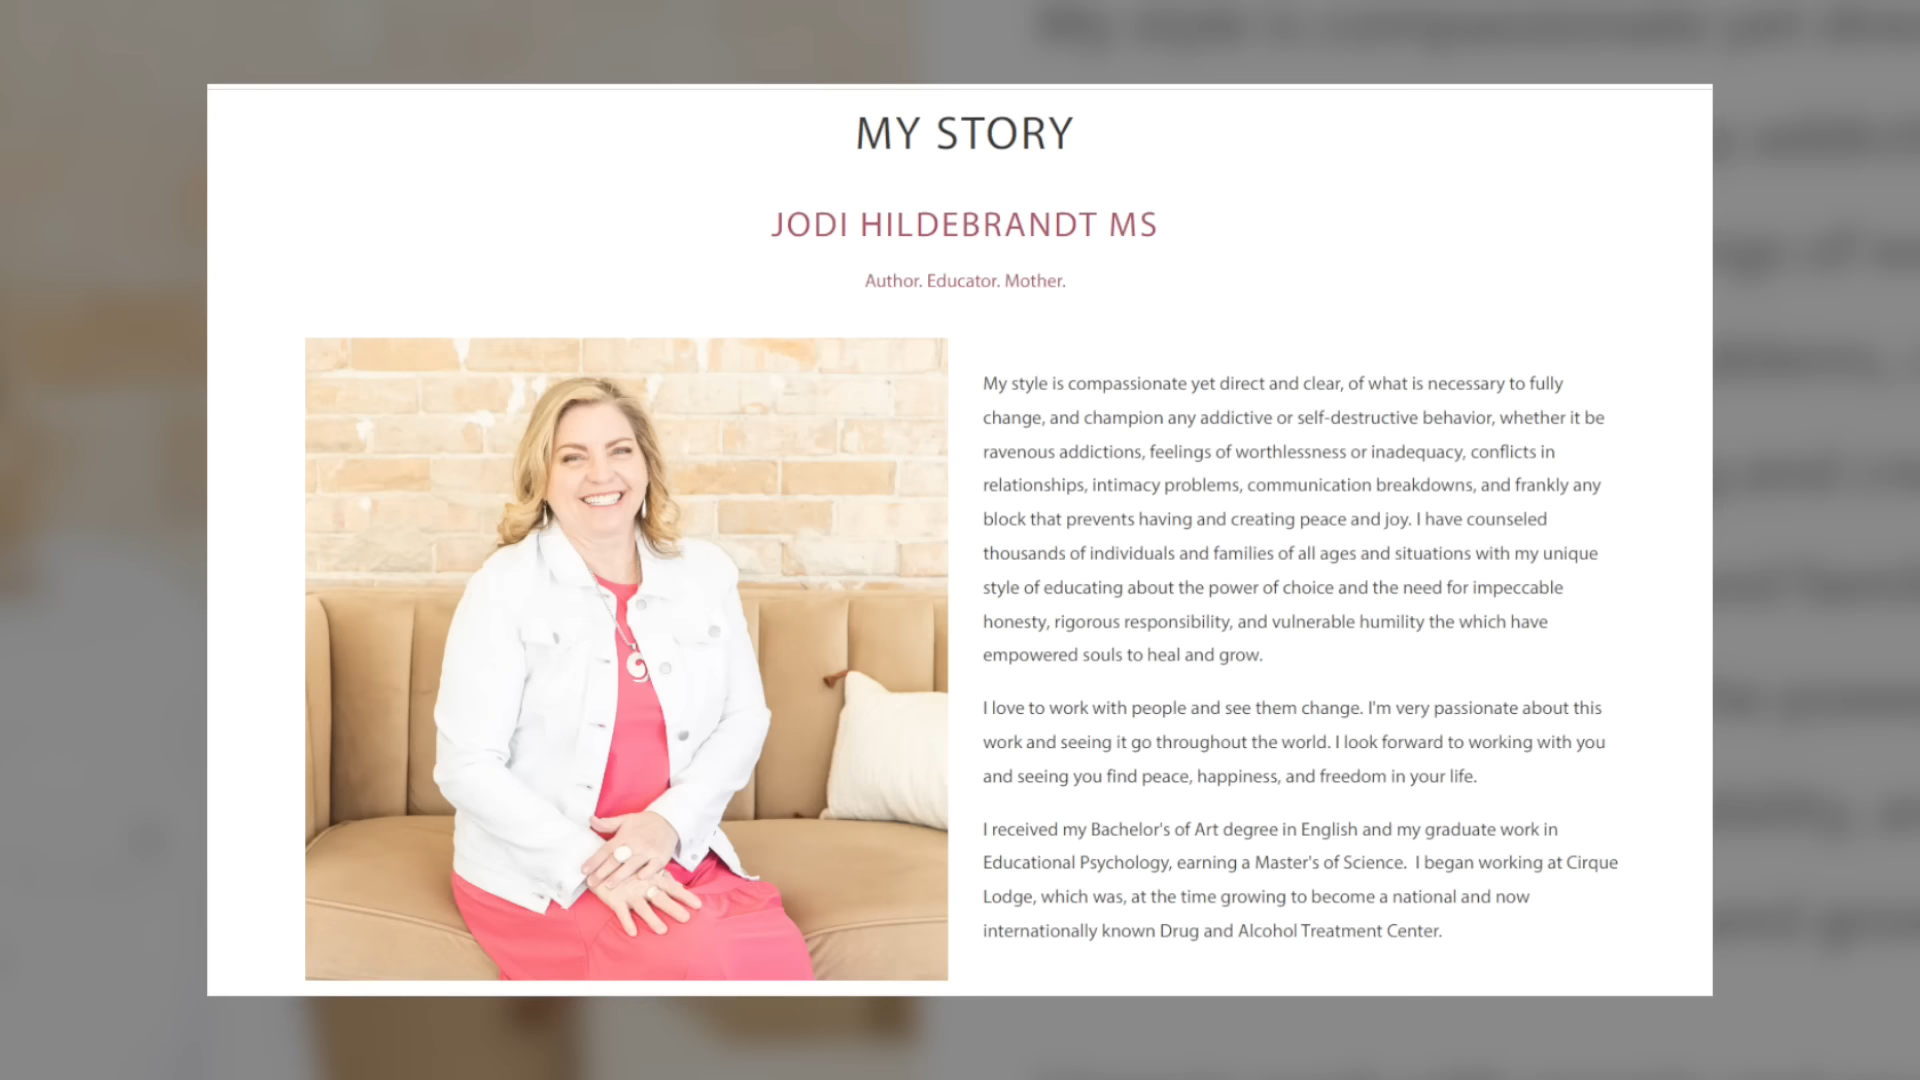 MY STORY
JODI HILDEBRANDT MS
Author. Educator. Mother.
My style is compassionate yet direct and clear, of what is necessary to fully
change, and champion any addictive or self-destructive behavior, whether it be
ravenous addictions, feelings of worthlessness or inadequacy, conflicts in
relationships, intimacy problems, communication breakdowns, and frankly any
block that prevents having and creating peace and joy. I have counseled
thousands of individuals and families of all ages and situations with my unique
style of educating about the power of choice and the need for impeccable
honesty, rigorous responsibility, and vulnerable humility the which have
empowered souls to heal and grow.
I love to work with people and see them change. I'm very passionate about this
work and seeing it go throughout the world. I look forward to working with you
and seeing you find peace, happiness, and freedom in your life.
I received my Bachelor's of Art degree in English and my graduate work in
Educational Psychology, earning a Master's of Science.  I began working at Cirque
Lodge, which was, at the time growing to become a national and now
internationally known Drug and Alcohol Treatment Center.